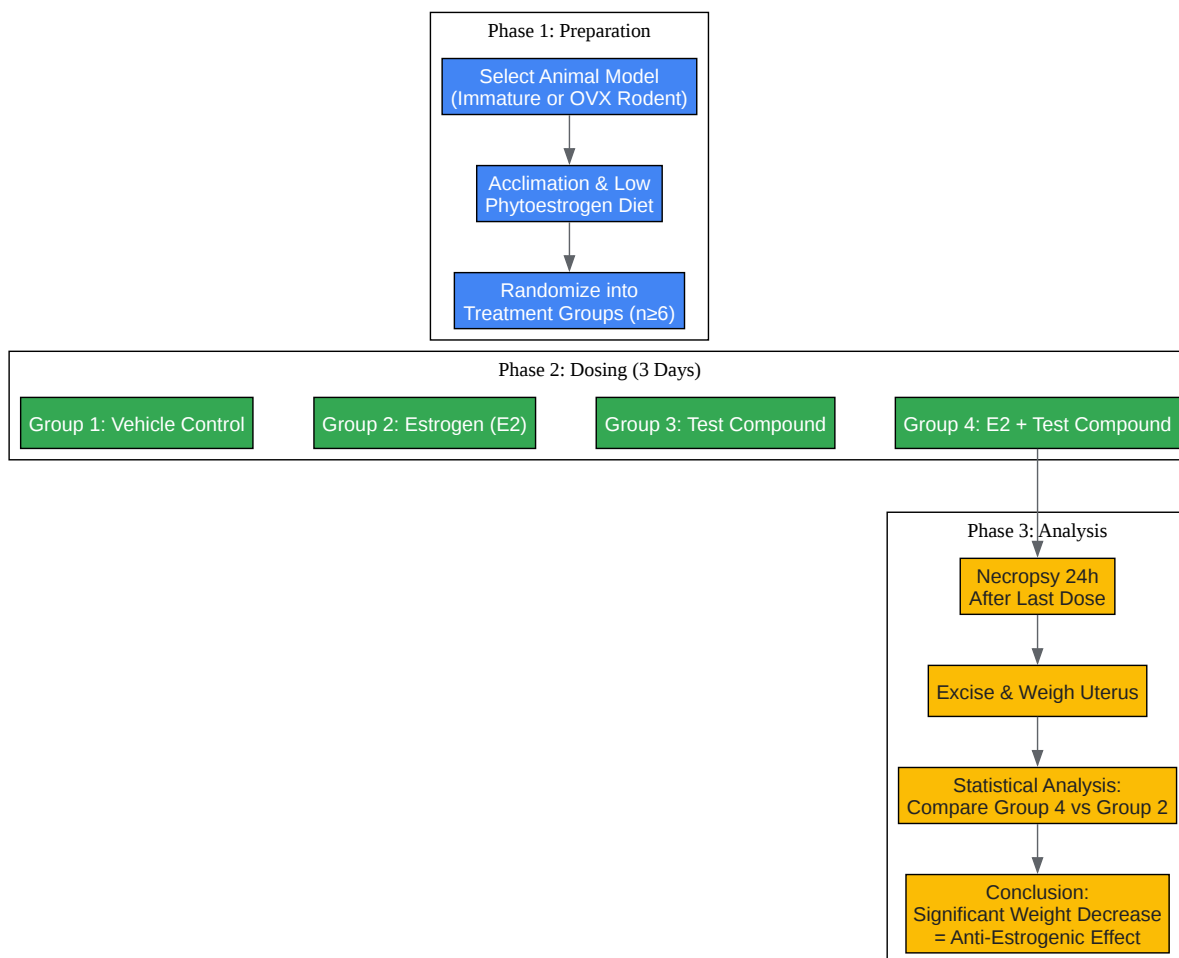 Phase 1: Preparation
Select Animal Model
(Immature or OVX Rodent)
Acclimation & Low
Phytoestrogen Diet
Randomize into
Treatment Groups (n≥6)
Phase 2: Dosing (3 Days)
Group 1: Vehicle Control
Group 2: Estrogen (E2)
Group 3: Test Compound
Group 4: E2 + Test Compound
Phase 3: Analysis
Necropsy 24h
After Last Dose
Excise & Weigh Uterus
Statistical Analysis:
Compare Group 4 vs Group 2
Conclusion:
Significant Weight Decrease
= Anti-Estrogenic Effect